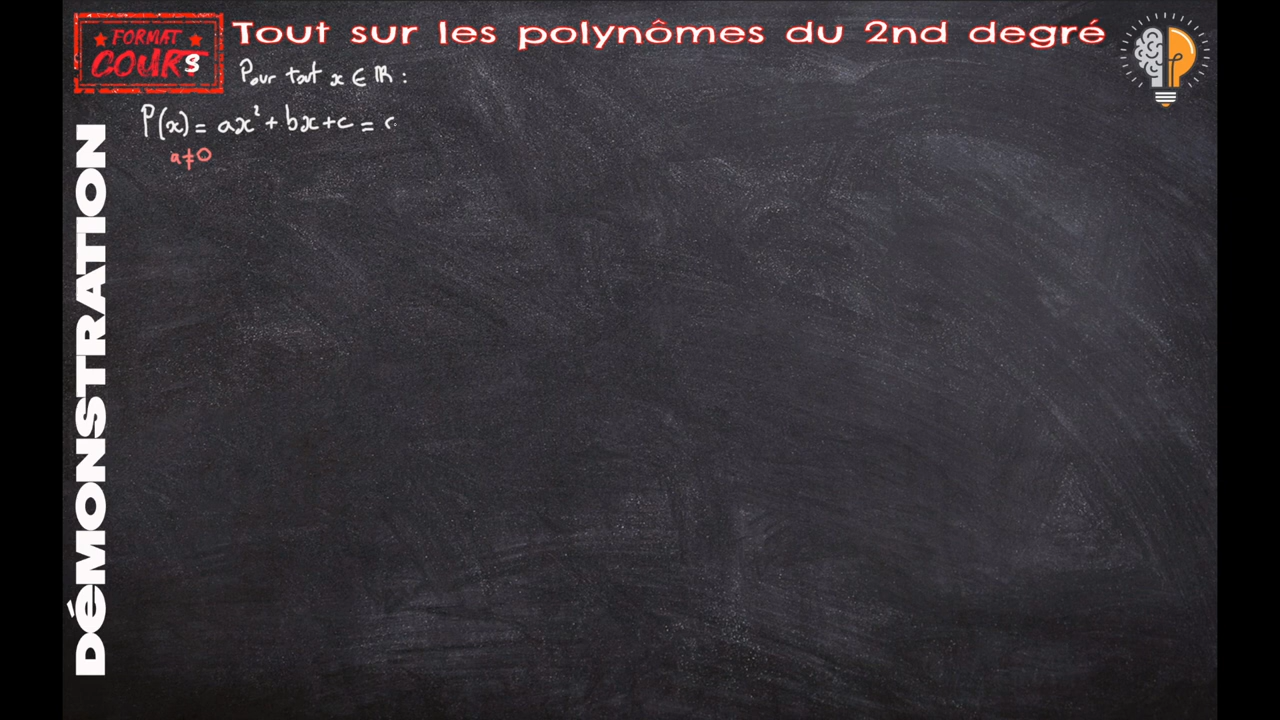 FORMAT
COURS
Tout sur les polynômes du 2nd degré
Pour tout x ∈ ℝ :
P(x) = ax² + bx + c =
a ≠ 0
DÉMONSTRATION